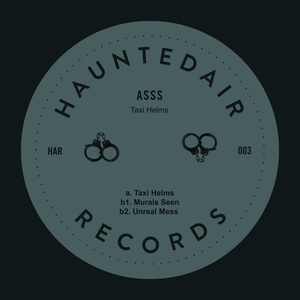 HAUNTEDAIR
ASSS
Taxi Helms
HAR
003
a. Taxi Helms
b1. Murals Seen
b2. Unreal Mess
RECORDS